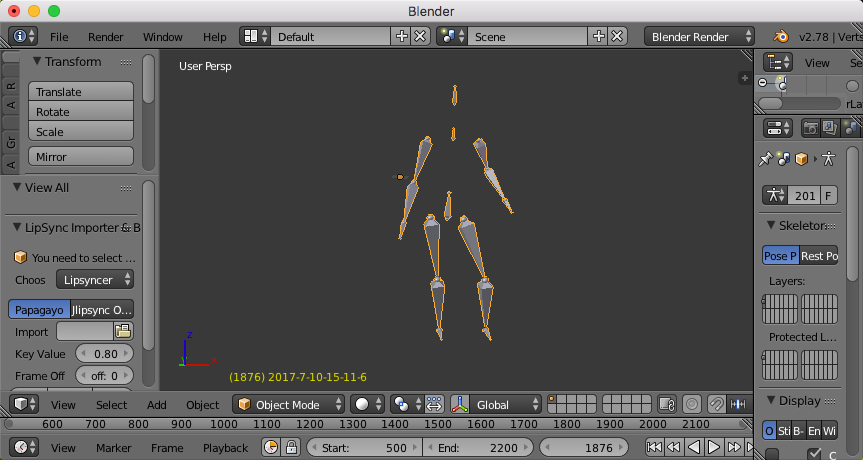 Blender
File Render Window Help Default Scene Blender Render v2.78 | Verts
Transform
User Persp
View Se
Translate
Rotate
Scale
Mirror
R
A
Gr
A
View All
LipSync Importer & B
You need to select ...
Choos Lipsyncer
Papagayo Jlipsync O...
Import
Key Value 0.80
Frame Off off: 0
z
x
(1876) 2017-7-10-15-11-6
rLa
201 F
Skeletor
Pose P Rest Po
Layers:
Protected L...
Display
O Sti B- En Wi
View Select Add Object Object Mode Global
600 700 800 900 1000 1100 1200 1300 1400 1500 1600 1700 1800 1900 2000 2100
View Marker Frame Playback Start: 500 End: 2200 1876